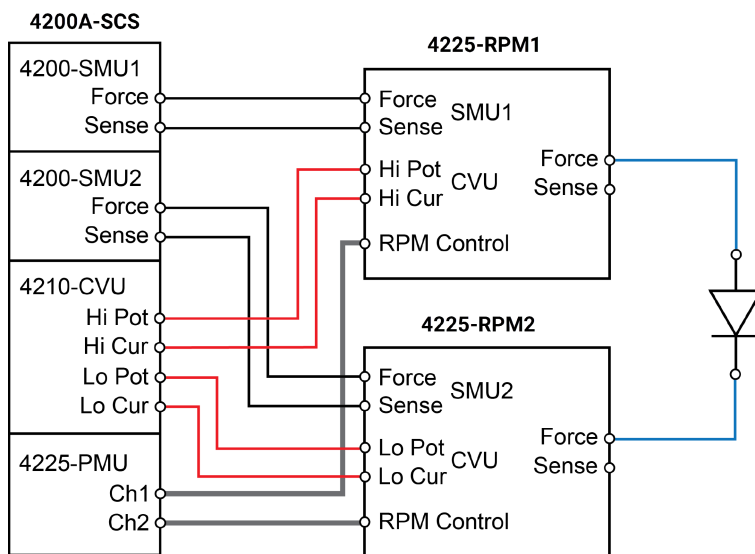 4200A-SCS
4200-SMU1
Force
Sense
4200-SMU2
Force
Sense
4210-CVU
Hi Pot
Hi Cur
Lo Pot
Lo Cur
4225-PMU
Ch1
Ch2
4225-RPM1
Force
SMU1
Sense
Hi Pot
CVU
Hi Cur
RPM Control
Force
Sense
4225-RPM2
Force
SMU2
Sense
Lo Pot
CVU
Lo Cur
RPM Control
Force
Sense